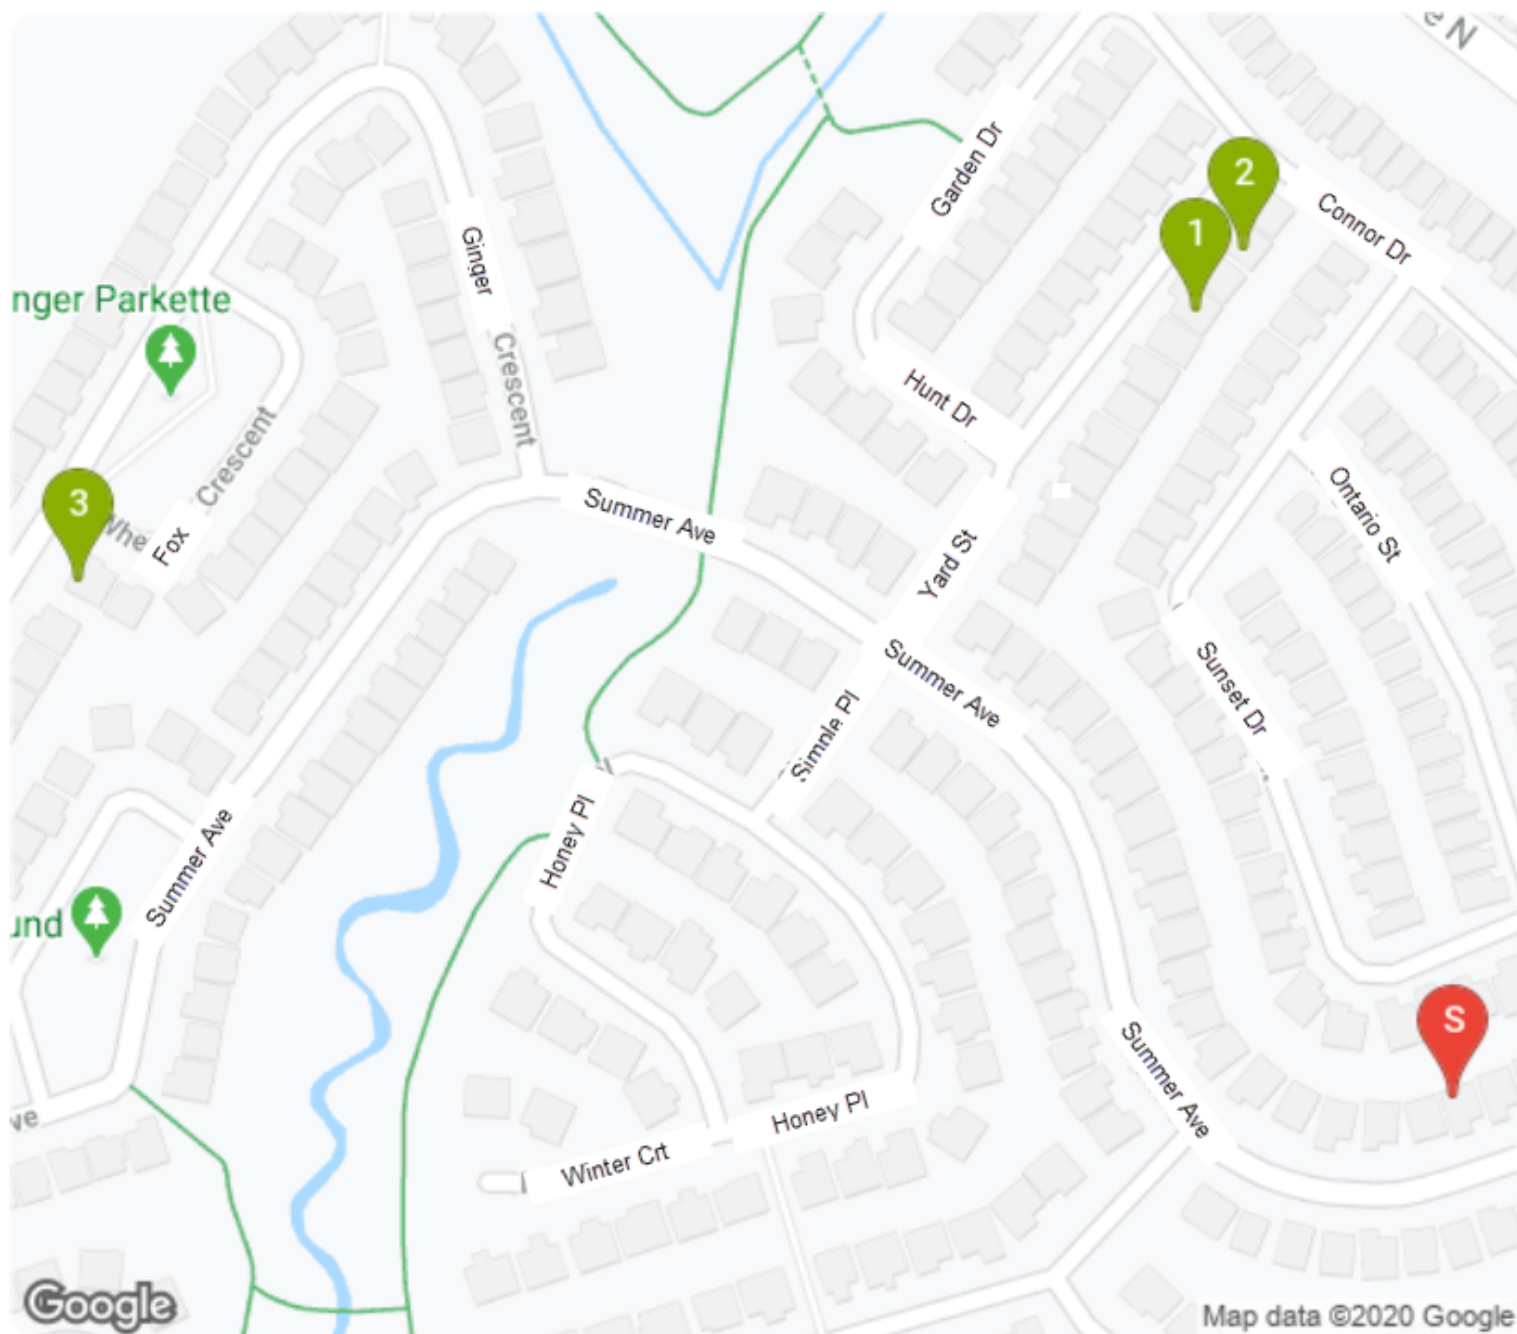 e N
Garden Dr
2
Connor Dr
1
Ginger
Crescent
nger Parkette
Hunt Dr
Crescent
3
Summer Ave
Ontario St
whe
Fox
Yard St
Summer Ave
Sunset Dr
Simple Pl
Honey Pl
Summer Ave
und
S
Summer Ave
Honey Pl
ve
Winter Crt
Google
Map data ©2020 Google